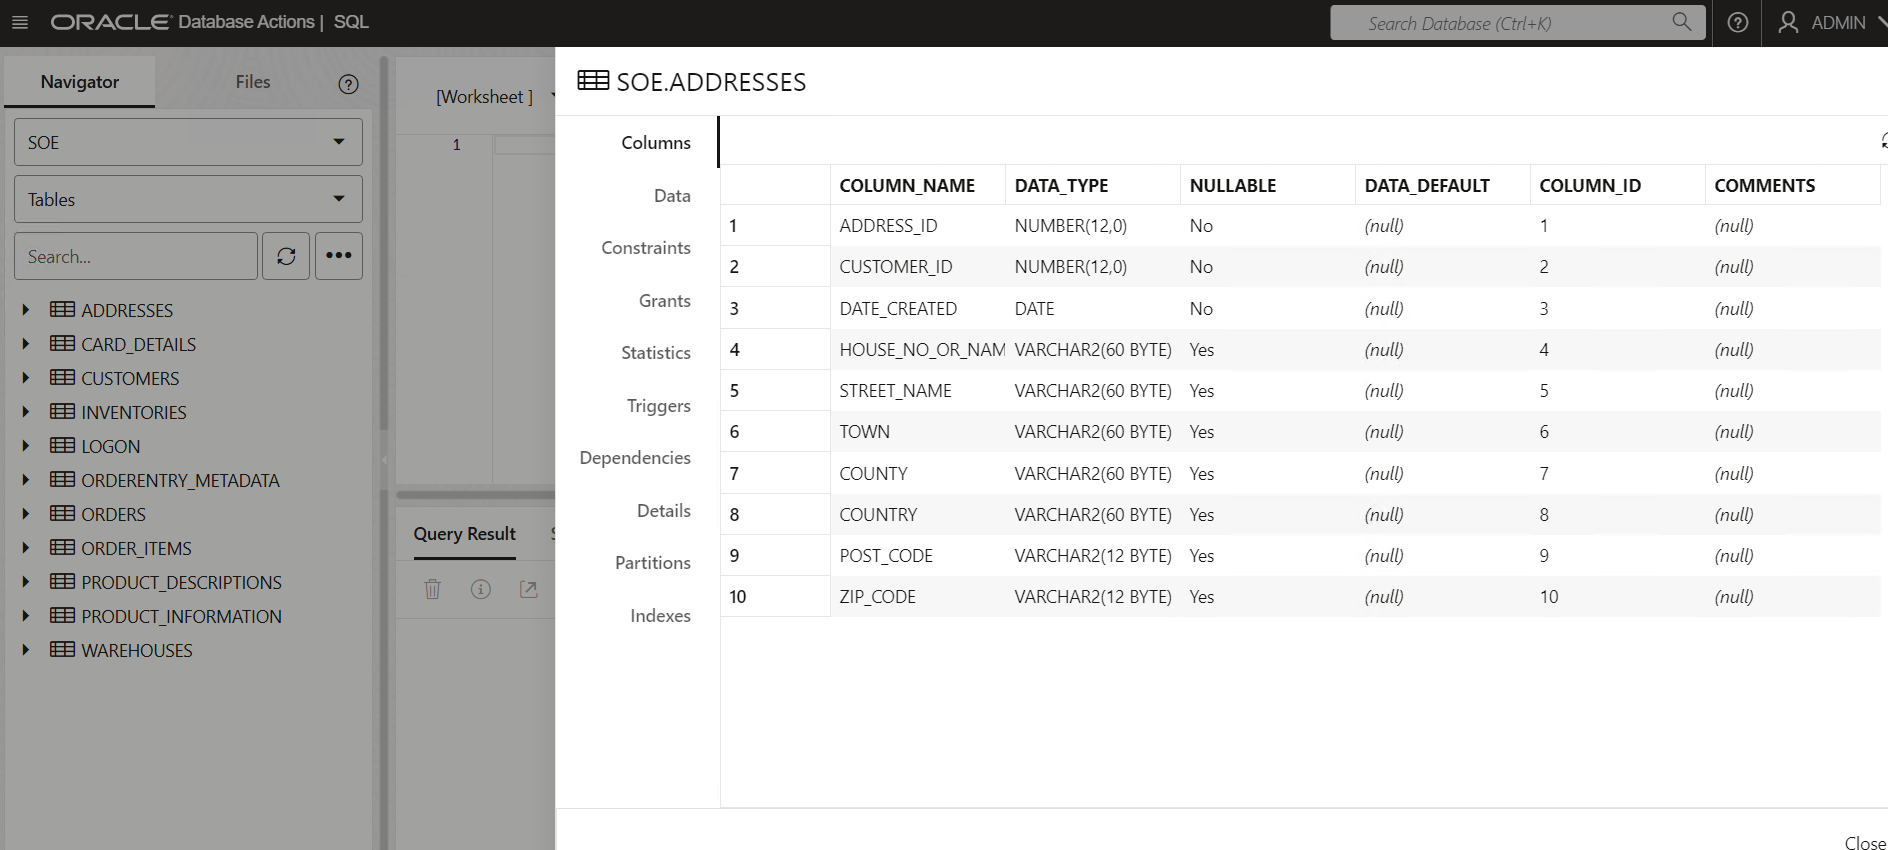 ORACLE Database Actions | SQL
Search Database (Ctrl+K)
ADMIN
Navigator
Files
SOE
Tables
Search...
ADDRESSES
CARD_DETAILS
CUSTOMERS
INVENTORIES
LOGON
ORDERENTRY_METADATA
ORDERS
ORDER_ITEMS
PRODUCT_DESCRIPTIONS
PRODUCT_INFORMATION
WAREHOUSES
[Worksheet ]
1
Query Result
SOE.ADDRESSES
Columns
Data
Constraints
Grants
Statistics
Triggers
Dependencies
Details
Partitions
Indexes
COLUMN_NAME DATA_TYPE NULLABLE DATA_DEFAULT COLUMN_ID COMMENTS
1 ADDRESS_ID NUMBER(12,0) No (null) 1 (null)
2 CUSTOMER_ID NUMBER(12,0) No (null) 2 (null)
3 DATE_CREATED DATE No (null) 3 (null)
4 HOUSE_NO_OR_NAM VARCHAR2(60 BYTE) Yes (null) 4 (null)
5 STREET_NAME VARCHAR2(60 BYTE) Yes (null) 5 (null)
6 TOWN VARCHAR2(60 BYTE) Yes (null) 6 (null)
7 COUNTY VARCHAR2(60 BYTE) Yes (null) 7 (null)
8 COUNTRY VARCHAR2(60 BYTE) Yes (null) 8 (null)
9 POST_CODE VARCHAR2(12 BYTE) Yes (null) 9 (null)
10 ZIP_CODE VARCHAR2(12 BYTE) Yes (null) 10 (null)
Close